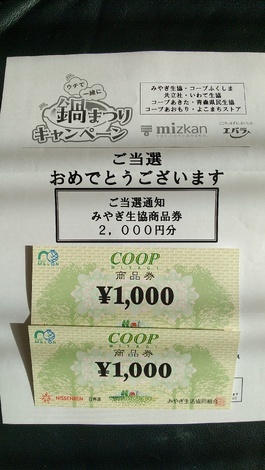 ウチで
一緒に
鍋まつり
キャンペーン
みやぎ生協・コープふくしま
共立社・いわて生協
コープあきた・青森県民生協
コープあおもり・よこまちストア
mizkan
エバラ
ご当選
おめでとうございます
ご当選通知
みやぎ生協商品券
2,000円分
COOP
MIYAGI
商品券
¥1,000
COOP
MIYAGI
商品券
¥1,000
NISSENREN
日専連
みやぎ生活協同組合